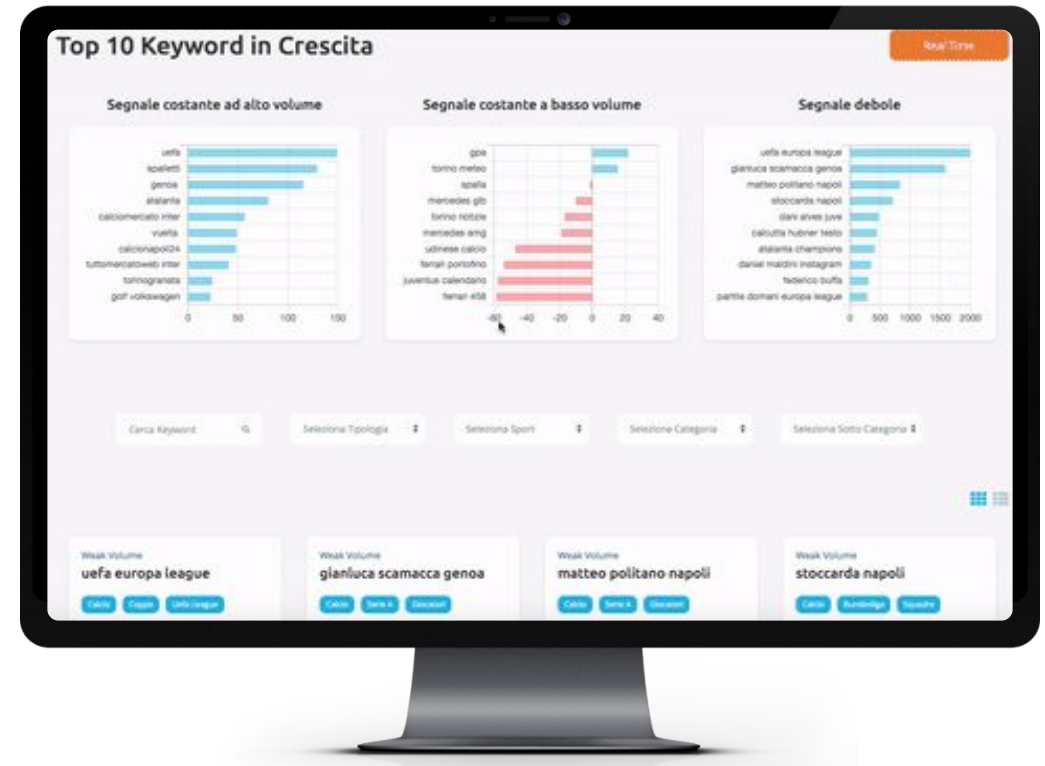 Top 10 Keyword in Crescita
Real Time
Segnale costante ad alto volume
uefa
spalletti
genoa
atalanta
calciomercato inter
vuelta
calcionapoli24
tuttomercatoweb inter
torinogranata
golf volkswagen
0 50 100 150
Segnale costante a basso volume
gpa
torino meteo
spalla
mercedes glb
torino notizie
mercedes amg
udinese calcio
ferrari portofino
juventus calendario
ferrari 458
-60 -40 -20 0 20 40
Segnale debole
uefa europa league
gianluca scamacca genoa
matteo politano napoli
stoccarda napoli
dani alves juve
calcutta hubner testo
atalanta champions
daniel maldini instagram
federico buffa
partite domani europa league
0 500 1000 1500 2000
Cerca Keyword
Seleziona Tipologia
Seleziona Sport
Seleziona Categoria
Seleziona Sotto Categoria
Weak Volume
uefa europa league
Calcio Coppe Uefa League
Weak Volume
gianluca scamacca genoa
Calcio Serie A Giocatori
Weak Volume
matteo politano napoli
Calcio Serie A Giocatori
Weak Volume
stoccarda napoli
Calcio Bundesliga Squadre